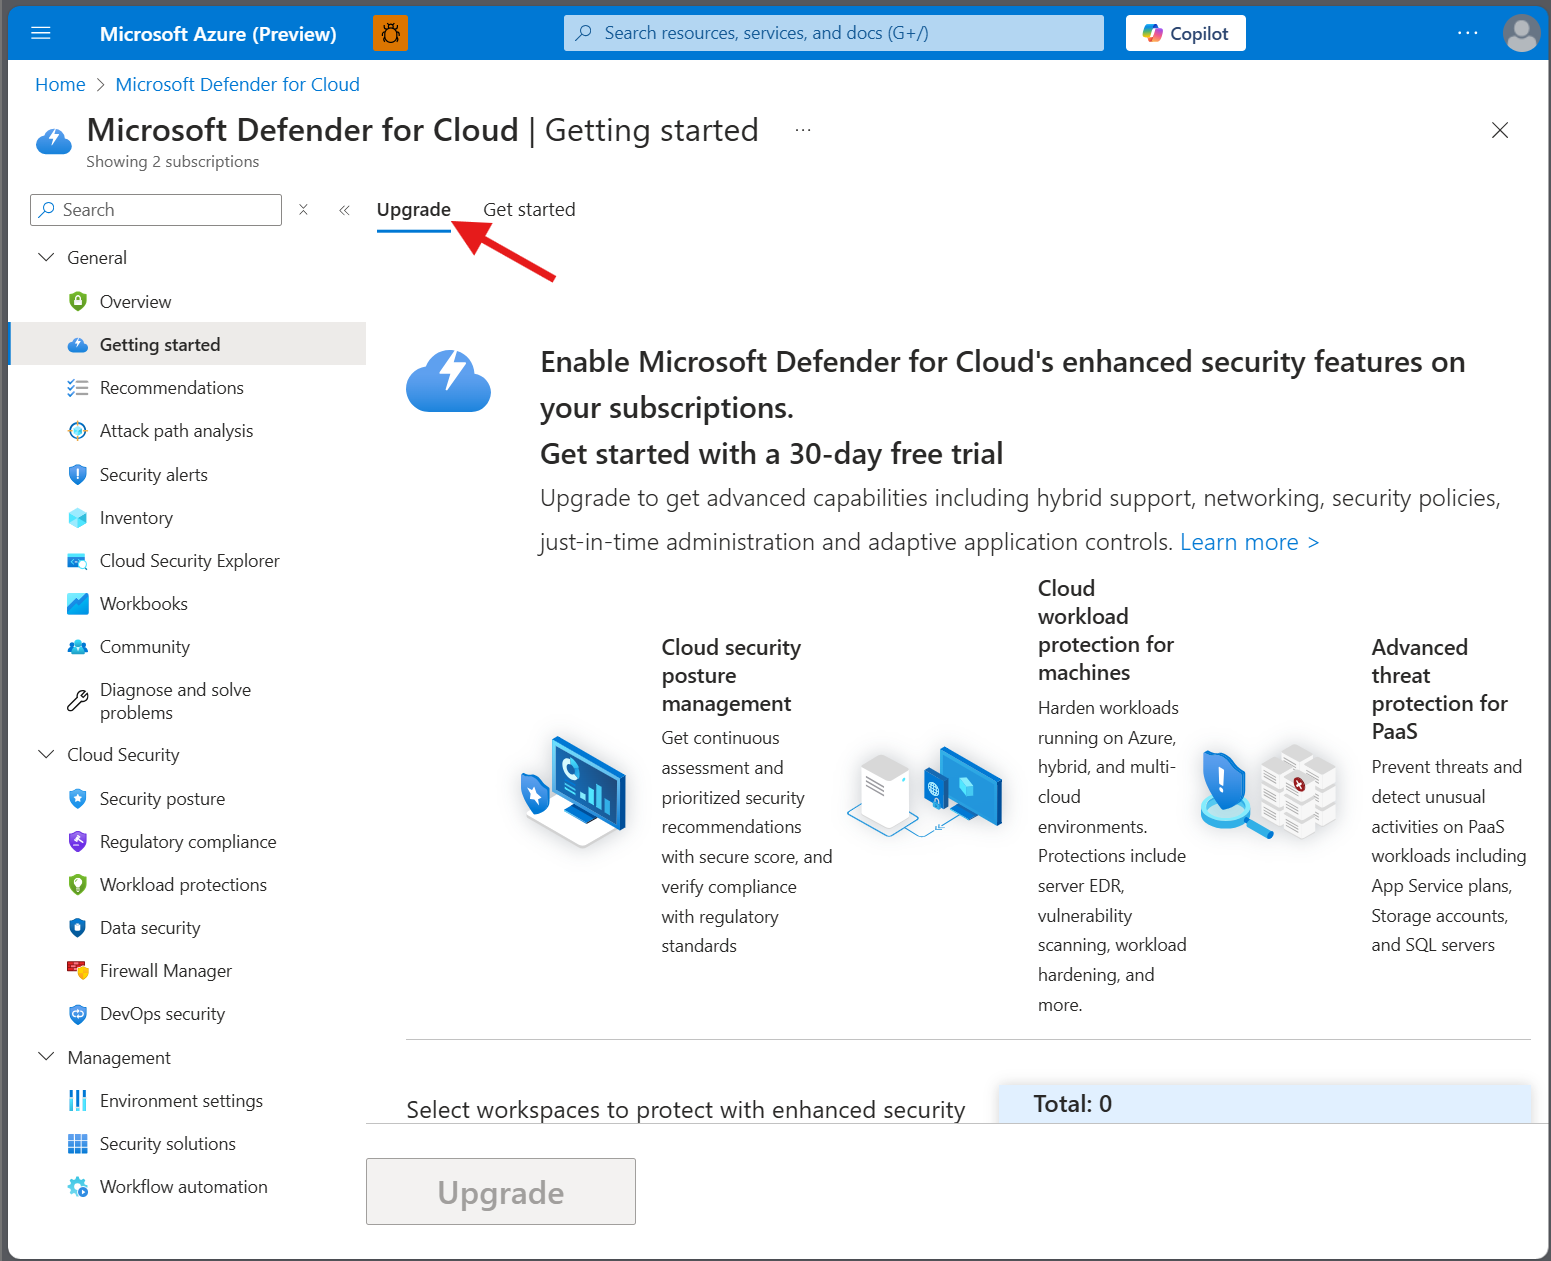 Microsoft Azure (Preview)
Search resources, services, and docs (G+/)
Copilot
Home > Microsoft Defender for Cloud
Microsoft Defender for Cloud | Getting started
Showing 2 subscriptions
Search
Upgrade
Get started
General
Overview
Getting started
Recommendations
Attack path analysis
Security alerts
Inventory
Cloud Security Explorer
Workbooks
Community
Diagnose and solve
problems
Cloud Security
Security posture
Regulatory compliance
Workload protections
Data security
Firewall Manager
DevOps security
Management
Environment settings
Security solutions
Workflow automation
Enable Microsoft Defender for Cloud's enhanced security features on
your subscriptions.
Get started with a 30-day free trial
Upgrade to get advanced capabilities including hybrid support, networking, security policies,
just-in-time administration and adaptive application controls. Learn more >
Cloud security
posture
management
Get continuous
assessment and
prioritized security
recommendations
with secure score, and
verify compliance
with regulatory
standards
Cloud
workload
protection for
machines
Harden workloads
running on Azure,
hybrid, and multi-
cloud
environments.
Protections include
server EDR,
vulnerability
scanning, workload
hardening, and
more.
Advanced
threat
protection for
PaaS
Prevent threats and
detect unusual
activities on PaaS
workloads including
App Service plans,
Storage accounts,
and SQL servers
Select workspaces to protect with enhanced security
Total: 0
Upgrade